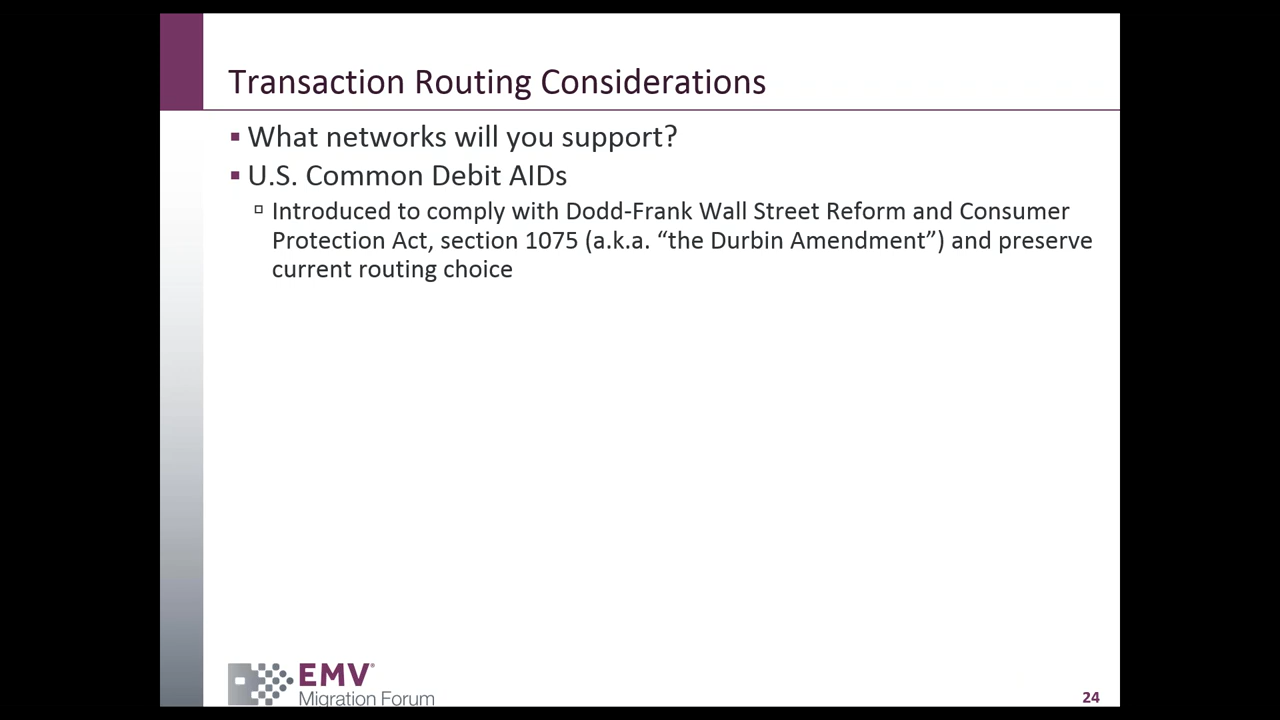 Transaction Routing Considerations
What networks will you support?
U.S. Common Debit AIDs
Introduced to comply with Dodd-Frank Wall Street Reform and Consumer
Protection Act, section 1075 (a.k.a. “the Durbin Amendment”) and preserve
current routing choice
EMV®
Migration Forum
24